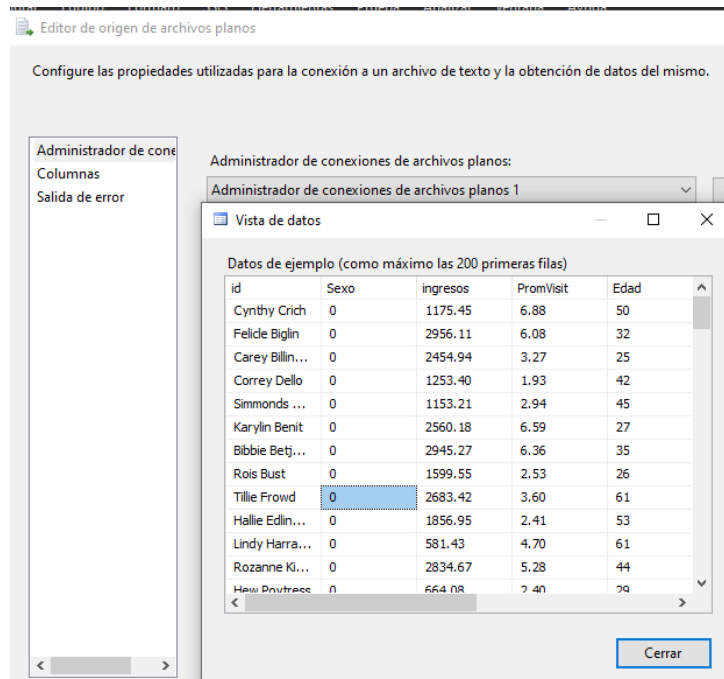 Editor de origen de archivos planos
Configure las propiedades utilizadas para la conexión a un archivo de texto y la obtención de datos del mismo.
Administrador de cone
Columnas
Salida de error
Administrador de conexiones de archivos planos:
Administrador de conexiones de archivos planos 1
Vista de datos
Datos de ejemplo (como máximo las 200 primeras filas)
id Sexo ingresos PromVisit Edad
Cynthy Crich 0 1175.45 6.88 50
Felicle Biglin 0 2956.11 6.08 32
Carey Billin... 0 2454.94 3.27 25
Correy Dello 0 1253.40 1.93 42
Simmonds ... 0 1153.21 2.94 45
Karylin Benit 0 2560.18 6.59 27
Bibbie Betj... 0 2945.27 6.36 35
Rois Bust 0 1599.55 2.53 26
Tillie Frowd 0 2683.42 3.60 61
Hallie Edlin... 0 1856.95 2.41 53
Lindy Harra... 0 581.43 4.70 61
Rozanne Ki... 0 2834.67 5.28 44
Hew Poytress 0 664.08 2.40 29
Cerrar